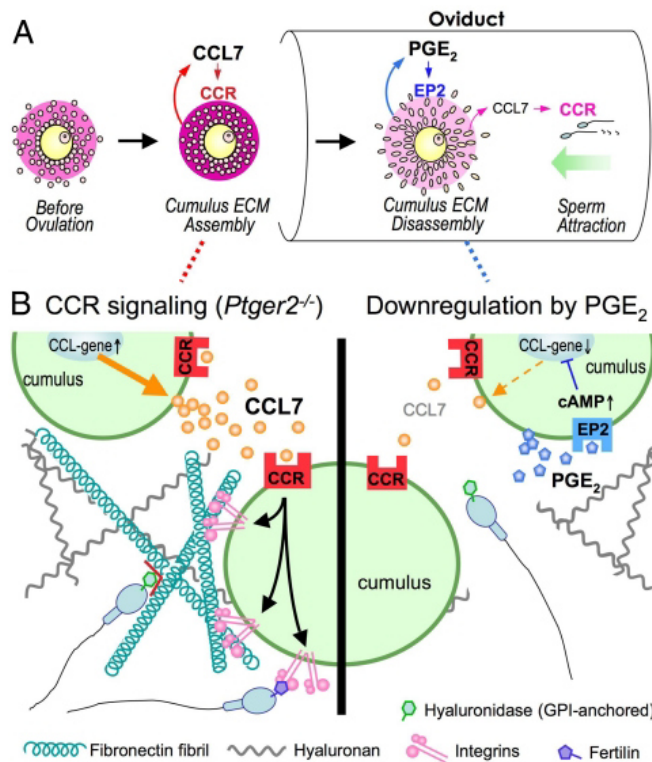 A
Oviduct
CCL7
CCR
PGE2
EP2
CCL7
CCR
Before
Ovulation
Cumulus ECM
Assembly
Cumulus ECM
Disassembly
Sperm
Attraction
B CCR signaling (Ptger2-/-)
Downregulation by PGE2
CCL-gene↑
cumulus
CCR
CCL7
CCR
CCR
CCL7
CCR
CCL-gene↓
cumulus
cAMP↑
EP2
PGE2
cumulus
Hyaluronidase (GPI-anchored)
Fibronectin fibril
Hyaluronan
Integrins
Fertilin